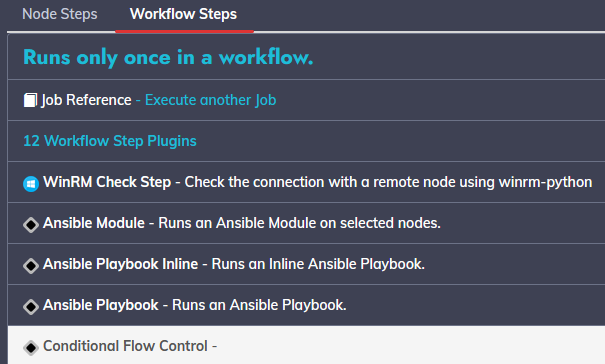 Node Steps
Workflow Steps
Runs only once in a workflow.
Job Reference - Execute another Job
12 Workflow Step Plugins
WinRM Check Step - Check the connection with a remote node using winrm-python
Ansible Module - Runs an Ansible Module on selected nodes.
Ansible Playbook Inline - Runs an Inline Ansible Playbook.
Ansible Playbook - Runs an Ansible Playbook.
Conditional Flow Control -